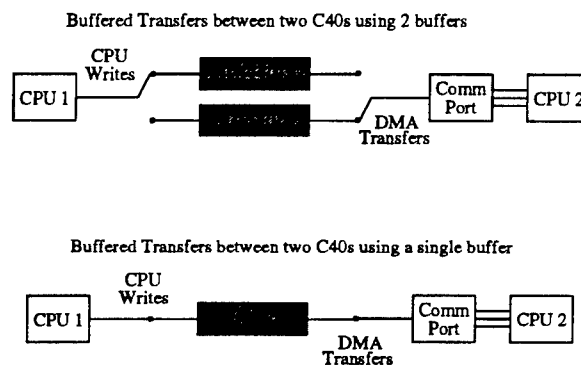 Buffered Transfers between two C40s using 2 buffers
CPU
Writes
CPU 1
Comm
Port
CPU 2
DMA
Transfers
Buffered Transfers between two C40s using a single buffer
CPU
Writes
CPU 1
Comm
Port
CPU 2
DMA
Transfers